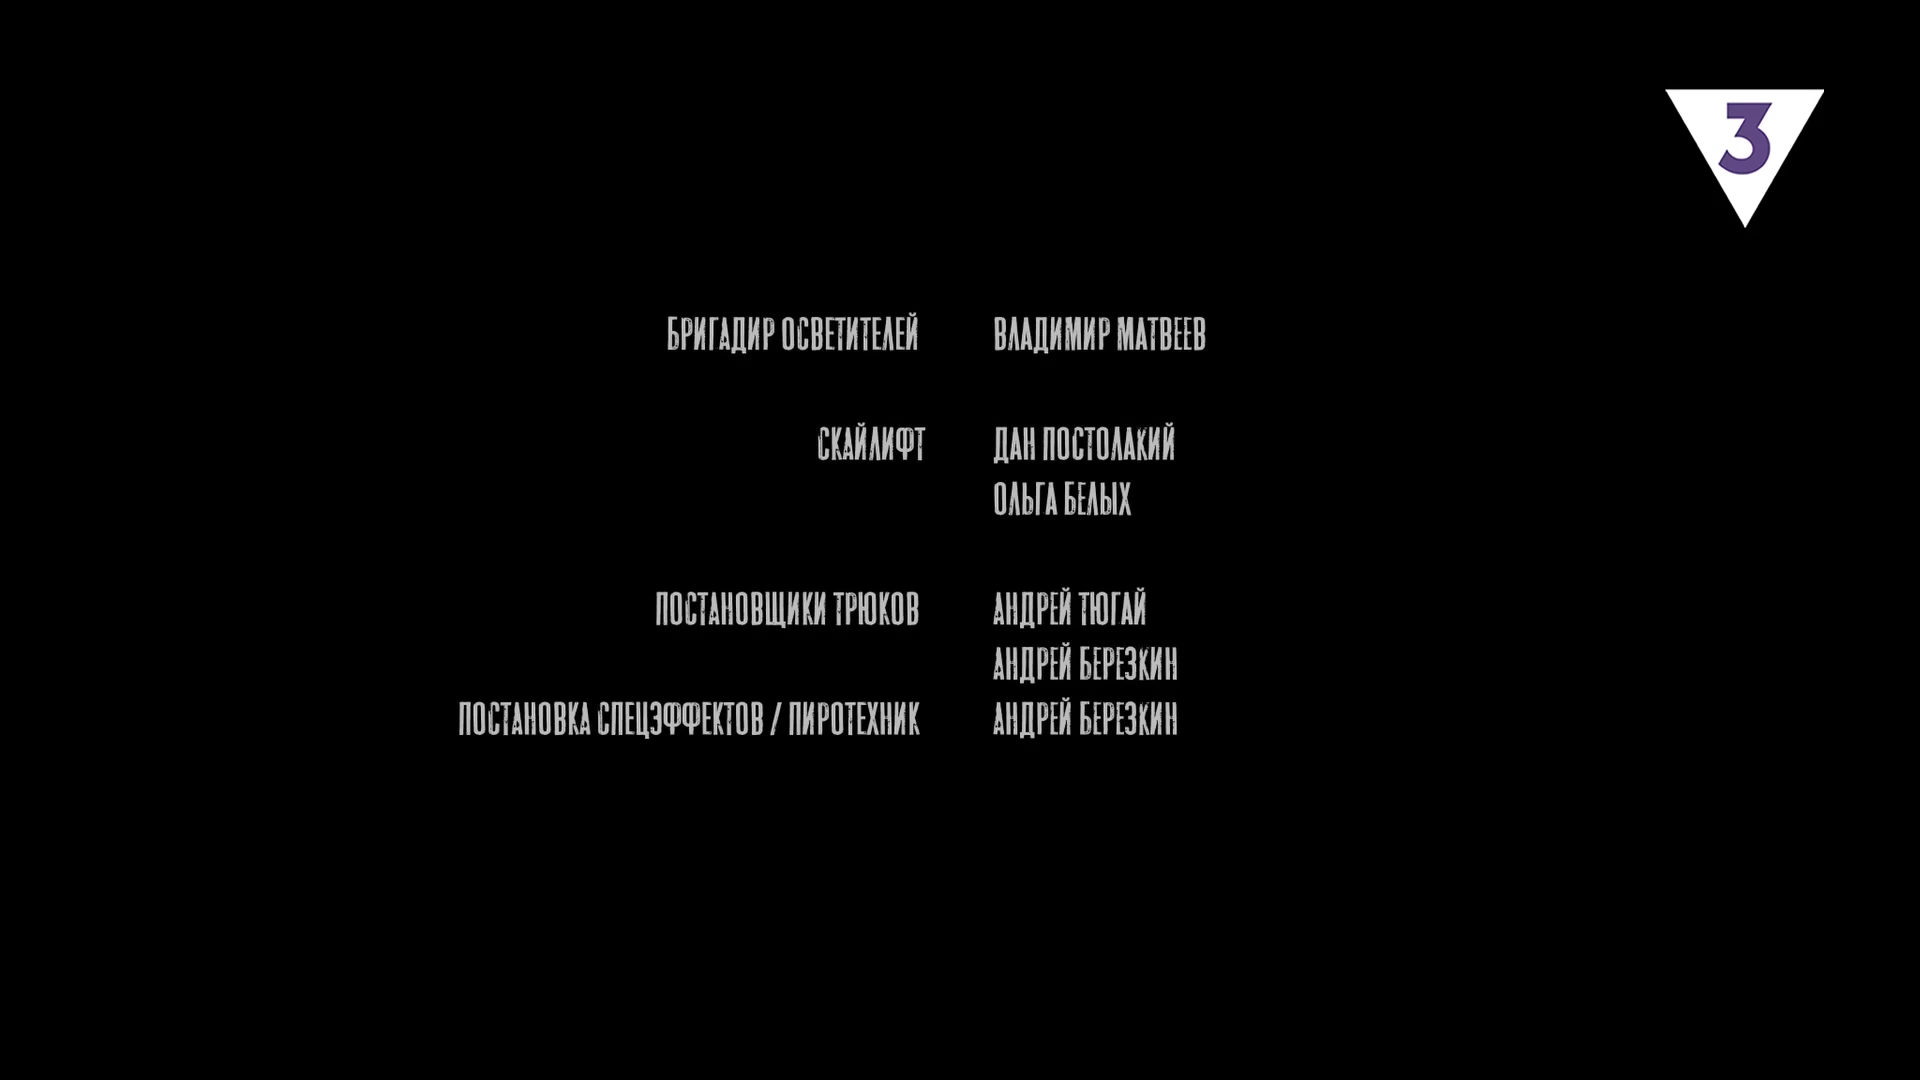 3
БРИГАДИР ОСВЕТИТЕЛЕЙ ВЛАДИМИР МАТВЕЕВ
СКАЙЛИФТ ДАН ПОСТОЛАКИЙ
ОЛЬГА БЕЛЫХ
ПОСТАНОВЩИКИ ТРЮКОВ АНДРЕЙ ТЮГАЙ
АНДРЕЙ БЕРЕЗКИН
ПОСТАНОВКА СПЕЦЭФФЕКТОВ / ПИРОТЕХНИК АНДРЕЙ БЕРЕЗКИН